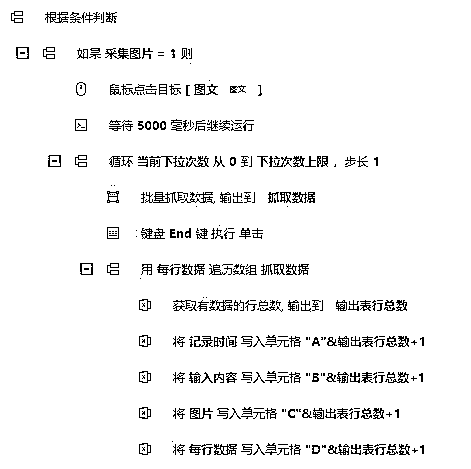 根据条件判断
如果 采集图片 = 1 则
鼠标点击目标 [ 图文 图文 ]
等待 5000 毫秒后继续运行
循环 当前下拉次数 从 0 到 下拉次数上限 ，步长 1
批量抓取数据, 输出到 抓取数据
键盘 End 键 执行 单击
用 每行数据 遍历数组 抓取数据
获取有数据的行总数, 输出到 输出表行总数
将 记录时间 写入单元格 "A"&输出表行总数+1
将 输入内容 写入单元格 "B"&输出表行总数+1
将 图片 写入单元格 "C"&输出表行总数+1
将 每行数据 写入单元格 "D"&输出表行总数+1